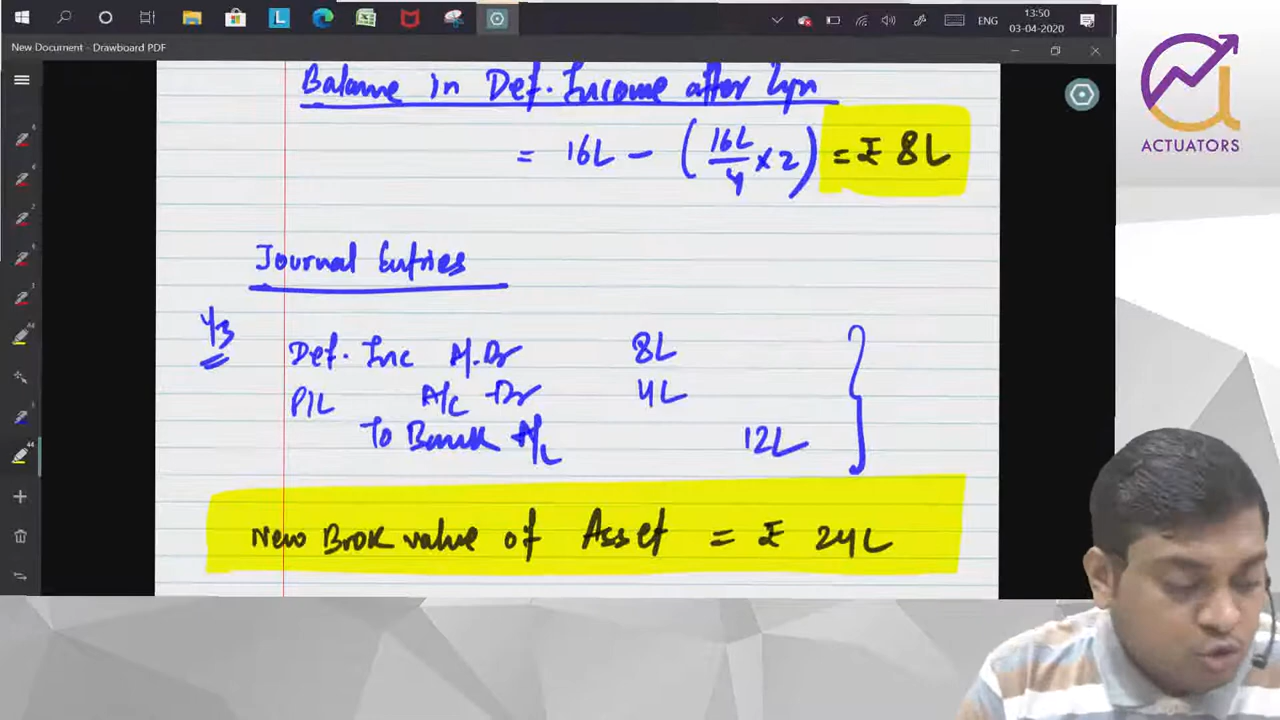 13:50
ENG
03-04-2020
New Document - Drawboard PDF
Balance in Def. Income after 2yrs
= 16L - (16L/4 × 2) = ₹ 8L
Journal Entries
Y3
Def. Inc A/c. Dr 8L
P/L A/c Dr 4L
To Bank A/c 12L
New Book value of Asset = ₹ 24L
ACTUATORS